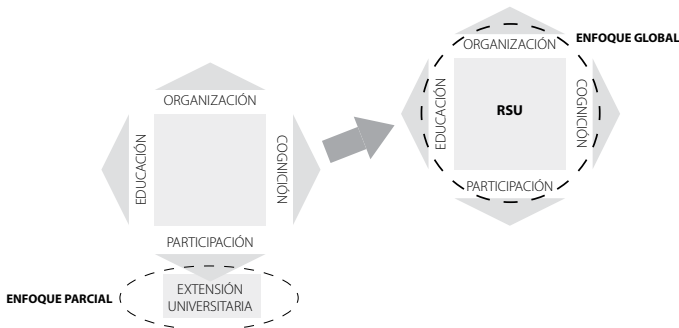 ORGANIZACIÓN
EDUCACIÓN
COGNICIÓN
PARTICIPACIÓN
EXTENSIÓN
UNIVERSITARIA
ENFOQUE PARCIAL
ENFOQUE GLOBAL
ORGANIZACIÓN
EDUCACIÓN
RSU
COGNICIÓN
PARTICIPACIÓN